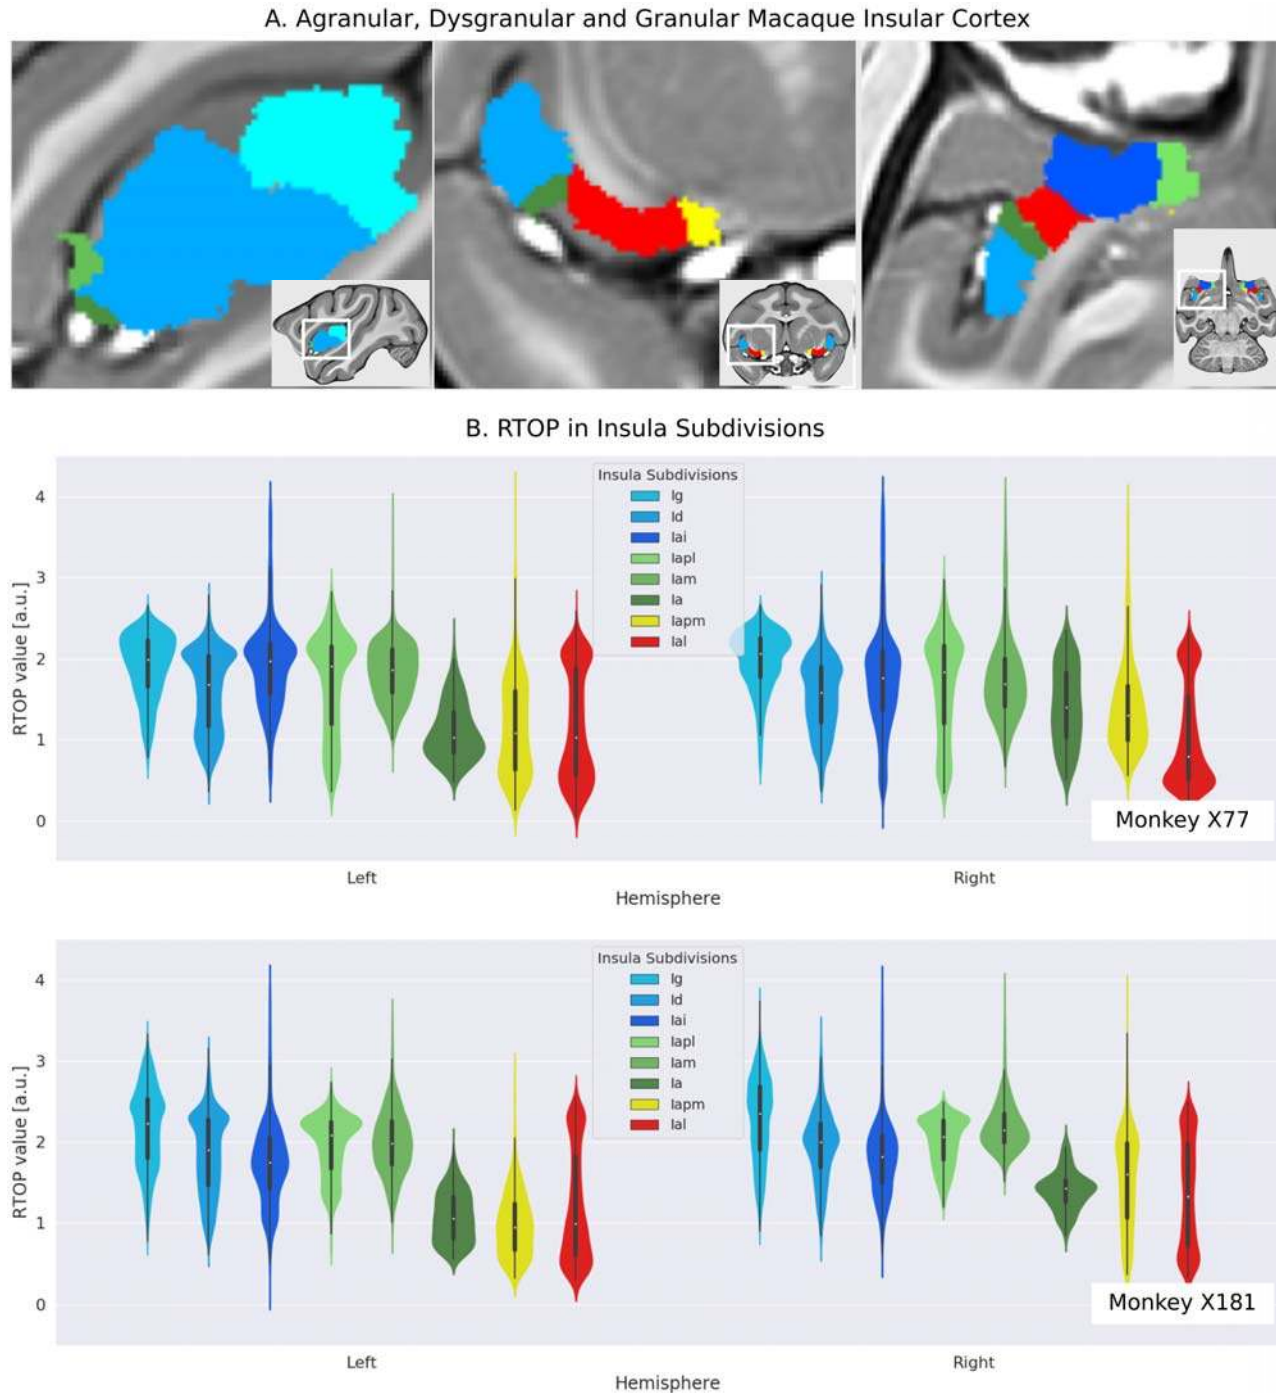 A. Agranular, Dysgranular and Granular Macaque Insular Cortex
B. RTOP in Insula Subdivisions
Insula Subdivisions
Ig
Id
Iai
Iapl
Iam
Ia
Iapm
Ial
RTOP value [a.u.]
4
3
2
1
0
Monkey X77
Left
Right
Hemisphere
Insula Subdivisions
Ig
Id
Iai
Iapl
Iam
Ia
Iapm
Ial
RTOP value [a.u.]
4
3
2
1
0
Monkey X181
Left
Right
Hemisphere